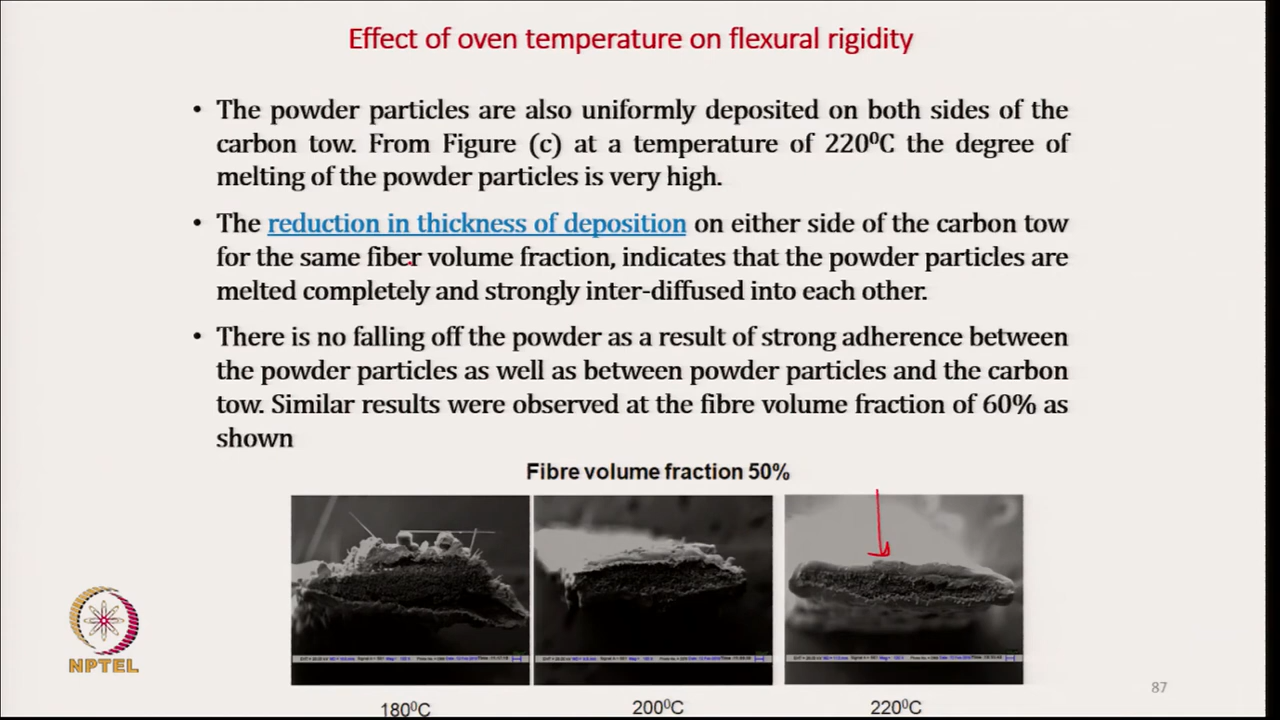 Effect of oven temperature on flexural rigidity
• The powder particles are also uniformly deposited on both sides of the
carbon tow. From Figure (c) at a temperature of 220⁰C the degree of
melting of the powder particles is very high.
• The reduction in thickness of deposition on either side of the carbon tow
for the same fiber volume fraction, indicates that the powder particles are
melted completely and strongly inter-diffused into each other.
• There is no falling off the powder as a result of strong adherence between
the powder particles as well as between powder particles and the carbon
tow. Similar results were observed at the fibre volume fraction of 60% as
shown
Fibre volume fraction 50%
NPTEL
87
180⁰C
200⁰C
220⁰C